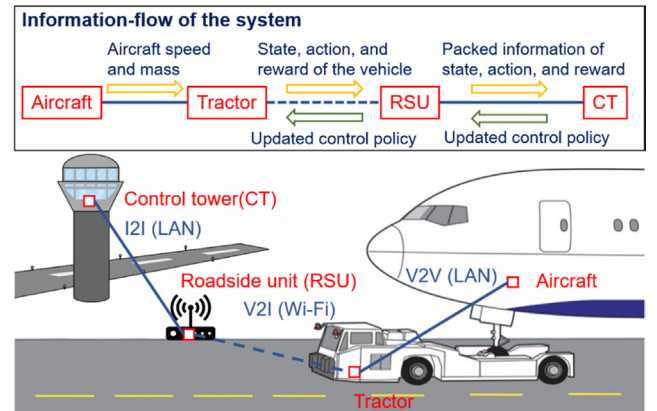 Information-flow of the system
Aircraft speed
and mass
State, action, and
reward of the vehicle
Packed information of
state, action, and reward
Aircraft
Tractor
RSU
CT
Updated control policy
Updated control policy
Control tower(CT)
I2I (LAN)
Roadside unit (RSU)
V2I (Wi-Fi)
V2V (LAN)
Aircraft
Tractor